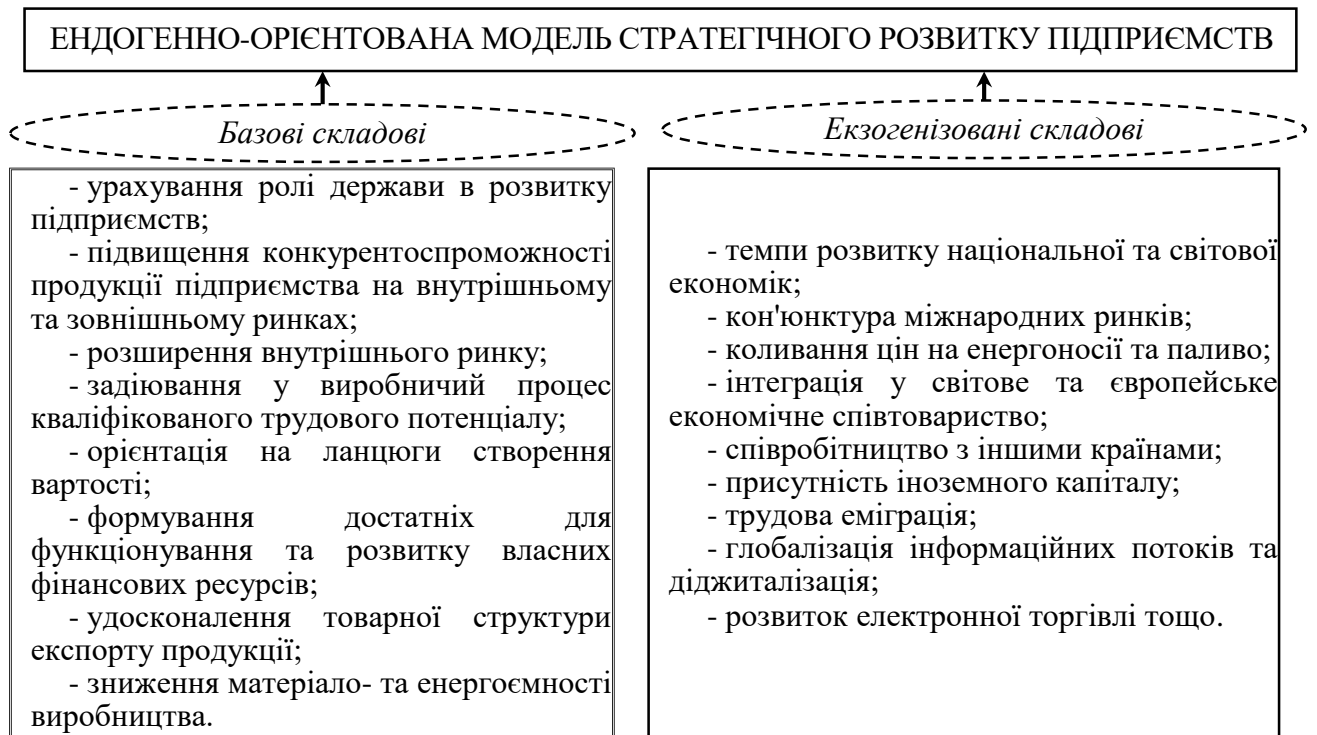 ЕНДОГЕННО-ОРІЄНТОВАНА МОДЕЛЬ СТРАТЕГІЧНОГО РОЗВИТКУ ПІДПРИЄМСТВ
Базові складові
- урахування ролі держави в розвитку
підприємств;
- підвищення конкурентоспроможності
продукції підприємства на внутрішньому
та зовнішньому ринках;
- розширення внутрішнього ринку;
- задіювання у виробничий процес
кваліфікованого трудового потенціалу;
- орієнтація на ланцюги створення
вартості;
- формування достатніх для
функціонування та розвитку власних
фінансових ресурсів;
- удосконалення товарної структури
експорту продукції;
- зниження матеріало- та енергоємності
виробництва.
Екзогенізовані складові
- темпи розвитку національної та світової
економік;
- кон'юнктура міжнародних ринків;
- коливання цін на енергоносії та паливо;
- інтеграція у світове та європейське
економічне співтовариство;
- співробітництво з іншими країнами;
- присутність іноземного капіталу;
- трудова еміграція;
- глобалізація інформаційних потоків та
діджиталізація;
- розвиток електронної торгівлі тощо.